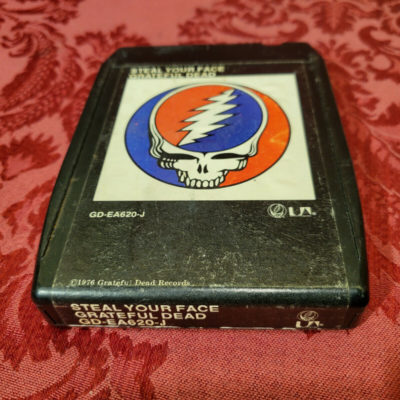 STEAL YOUR FACE
GRATEFUL DEAD
GD-EA620-J
UA
©1976 Grateful Dead Records
STEAL YOUR FACE
GRATEFUL DEAD
GD-EA620-J
UA